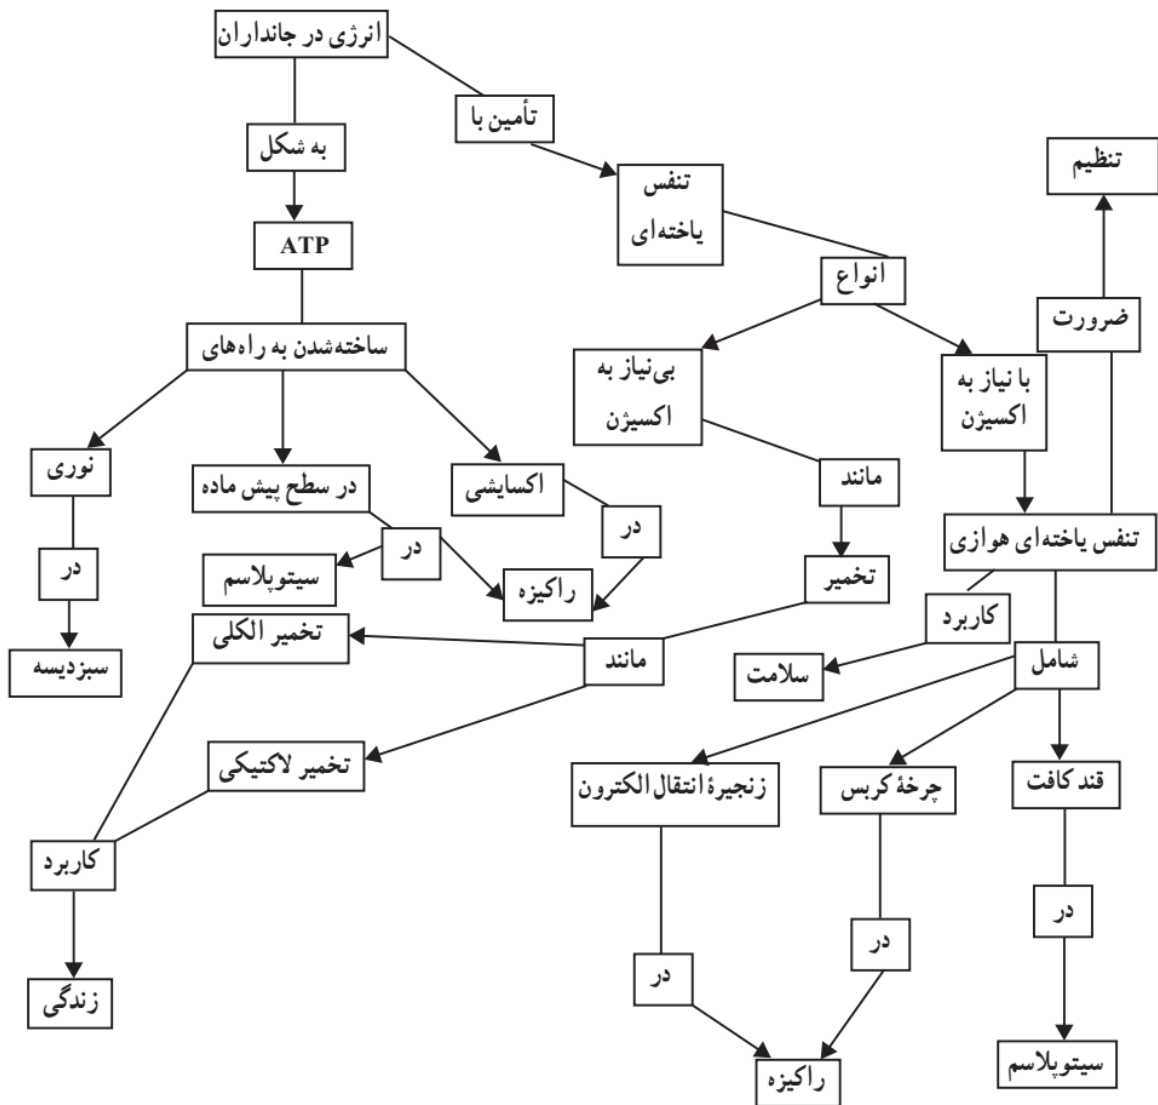 انرژی در جانداران
تأمین با
به شکل
تنظیم
تنفس
یاخته‌ای
ATP
انواع
ضرورت
ساخته‌شدن به راه‌های
بی‌نیاز به
اکسیژن
با نیاز به
اکسیژن
نوری
در سطح پیش ماده
اکسایشی
مانند
در
در
در
تنفس یاخته‌ای هوازی
سیتوپلاسم
راکیزه
تخمیر
کاربرد
تخمیر الکلی
سبزدیسه
مانند
سلامت
شامل
تخمیر لاکتیکی
زنجیرهٔ انتقال الکترون
چرخهٔ کربس
قند کافت
کاربرد
در
در
در
زندگی
راکیزه
سیتوپلاسم